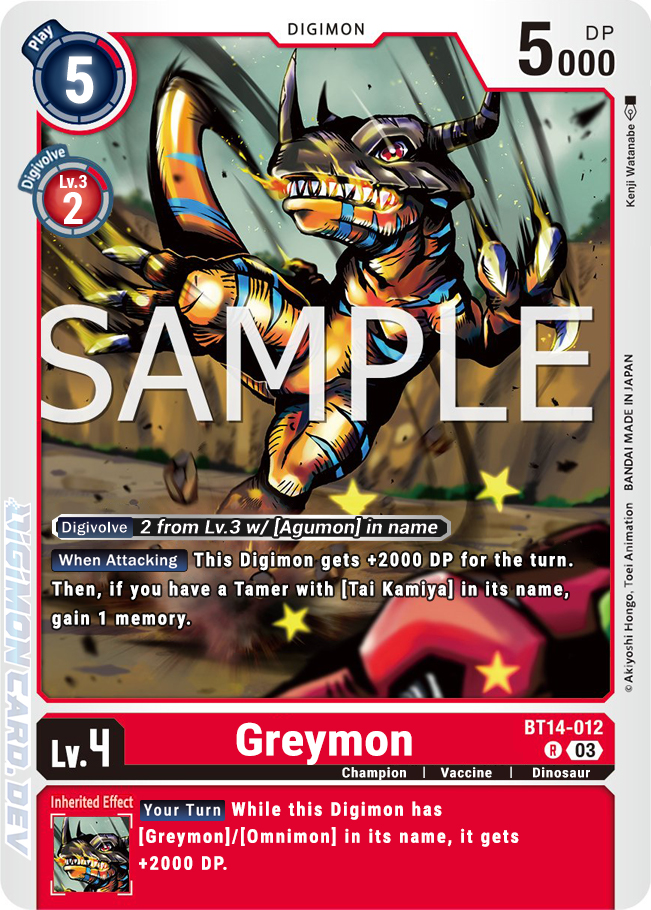 DIGIMON
Play
5
DP
5000
Digivolve
Lv.3
2
Kenji Watanabe
SAMPLE
Digivolve 2 from Lv.3 w/ [Agumon] in name
When Attacking This Digimon gets +2000 DP for the turn.
Then, if you have a Tamer with [Tai Kamiya] in its name,
gain 1 memory.
© Akiyoshi Hongo, Toei Animation BANDAI MADE IN JAPAN
DIGIMONCARD.DEV
Lv.4
Greymon
BT14-012
R 03
Champion | Vaccine | Dinosaur
Inherited Effect
Your Turn While this Digimon has
[Greymon]/[Omnimon] in its name, it gets
+2000 DP.